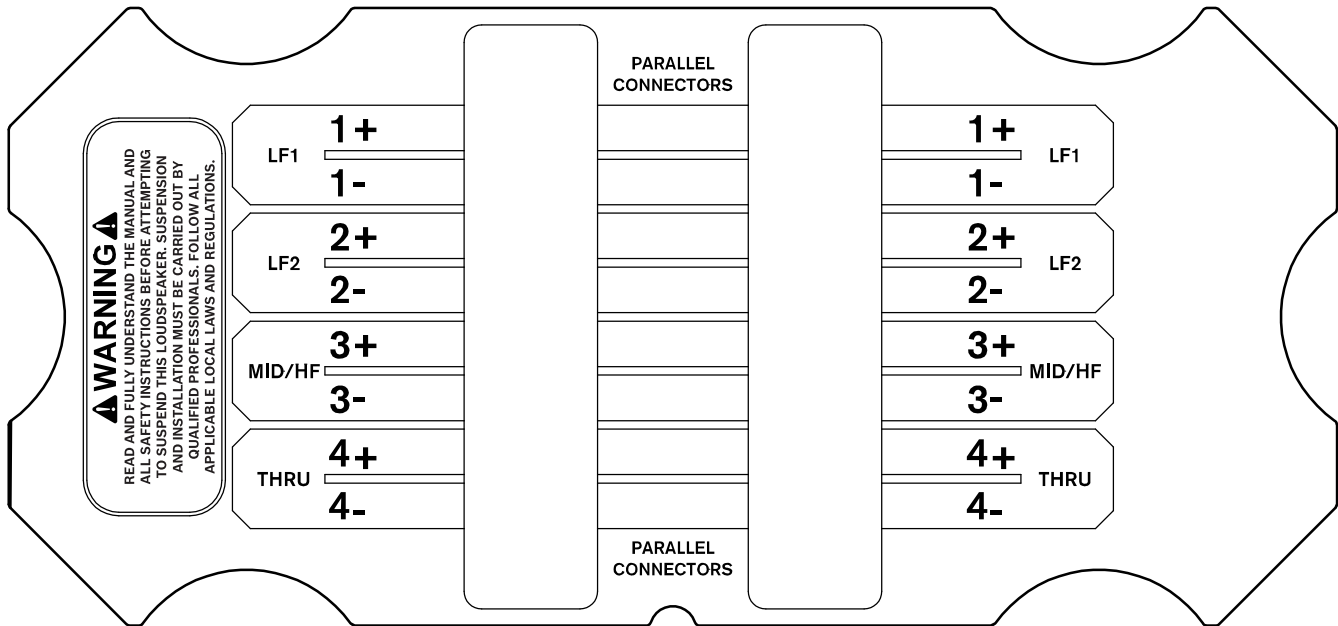 PARALLEL
CONNECTORS
WARNING
READ AND FULLY UNDERSTAND THE MANUAL AND
ALL SAFETY INSTRUCTIONS BEFORE ATTEMPTING
TO SUSPEND THIS LOUDSPEAKER. SUSPENSION
AND INSTALLATION MUST BE CARRIED OUT BY
QUALIFIED PROFESSIONALS. FOLLOW ALL
APPLICABLE LOCAL LAWS AND REGULATIONS.
1+ 1+
LF1 LF1
1- 1-
2+ 2+
LF2 LF2
2- 2-
3+ 3+
MID/HF MID/HF
3- 3-
4+ 4+
THRU THRU
4- 4-
PARALLEL
CONNECTORS